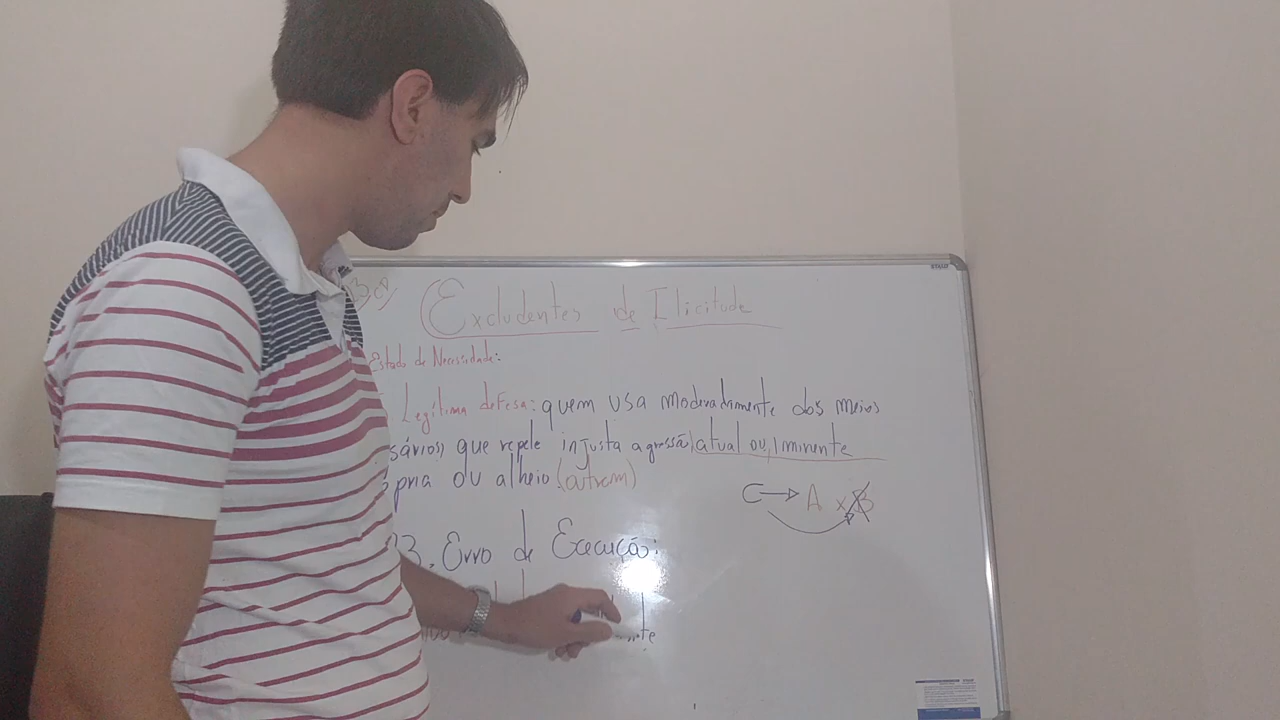 Excludentes de Ilicitude
Estado de Necessidade:
Legítima defesa: quem usa moderadamente dos meios
sários) que repele injusta agressão, atual ou, iminente
pria ou alheio (outrem)
C → A x B
3. Erro de Execução:
STALO